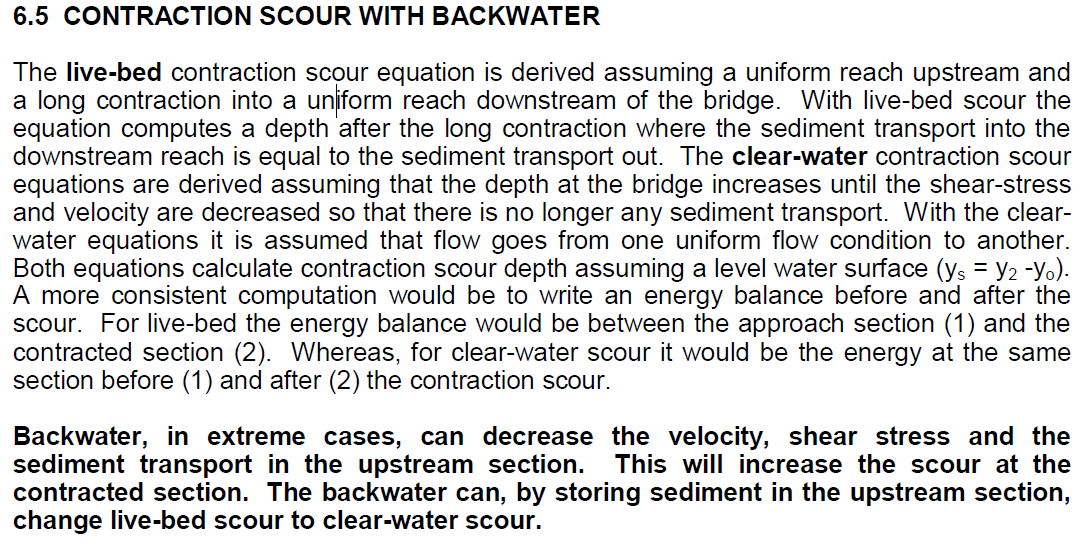 6.5 CONTRACTION SCOUR WITH BACKWATER
The live-bed contraction scour equation is derived assuming a uniform reach upstream and
a long contraction into a uniform reach downstream of the bridge. With live-bed scour the
equation computes a depth after the long contraction where the sediment transport into the
downstream reach is equal to the sediment transport out. The clear-water contraction scour
equations are derived assuming that the depth at the bridge increases until the shear-stress
and velocity are decreased so that there is no longer any sediment transport. With the clear-
water equations it is assumed that flow goes from one uniform flow condition to another.
Both equations calculate contraction scour depth assuming a level water surface (yₛ = y₂ -yₒ).
A more consistent computation would be to write an energy balance before and after the
scour. For live-bed the energy balance would be between the approach section (1) and the
contracted section (2). Whereas, for clear-water scour it would be the energy at the same
section before (1) and after (2) the contraction scour.
Backwater, in extreme cases, can decrease the velocity, shear stress and the
sediment transport in the upstream section. This will increase the scour at the
contracted section. The backwater can, by storing sediment in the upstream section,
change live-bed scour to clear-water scour.